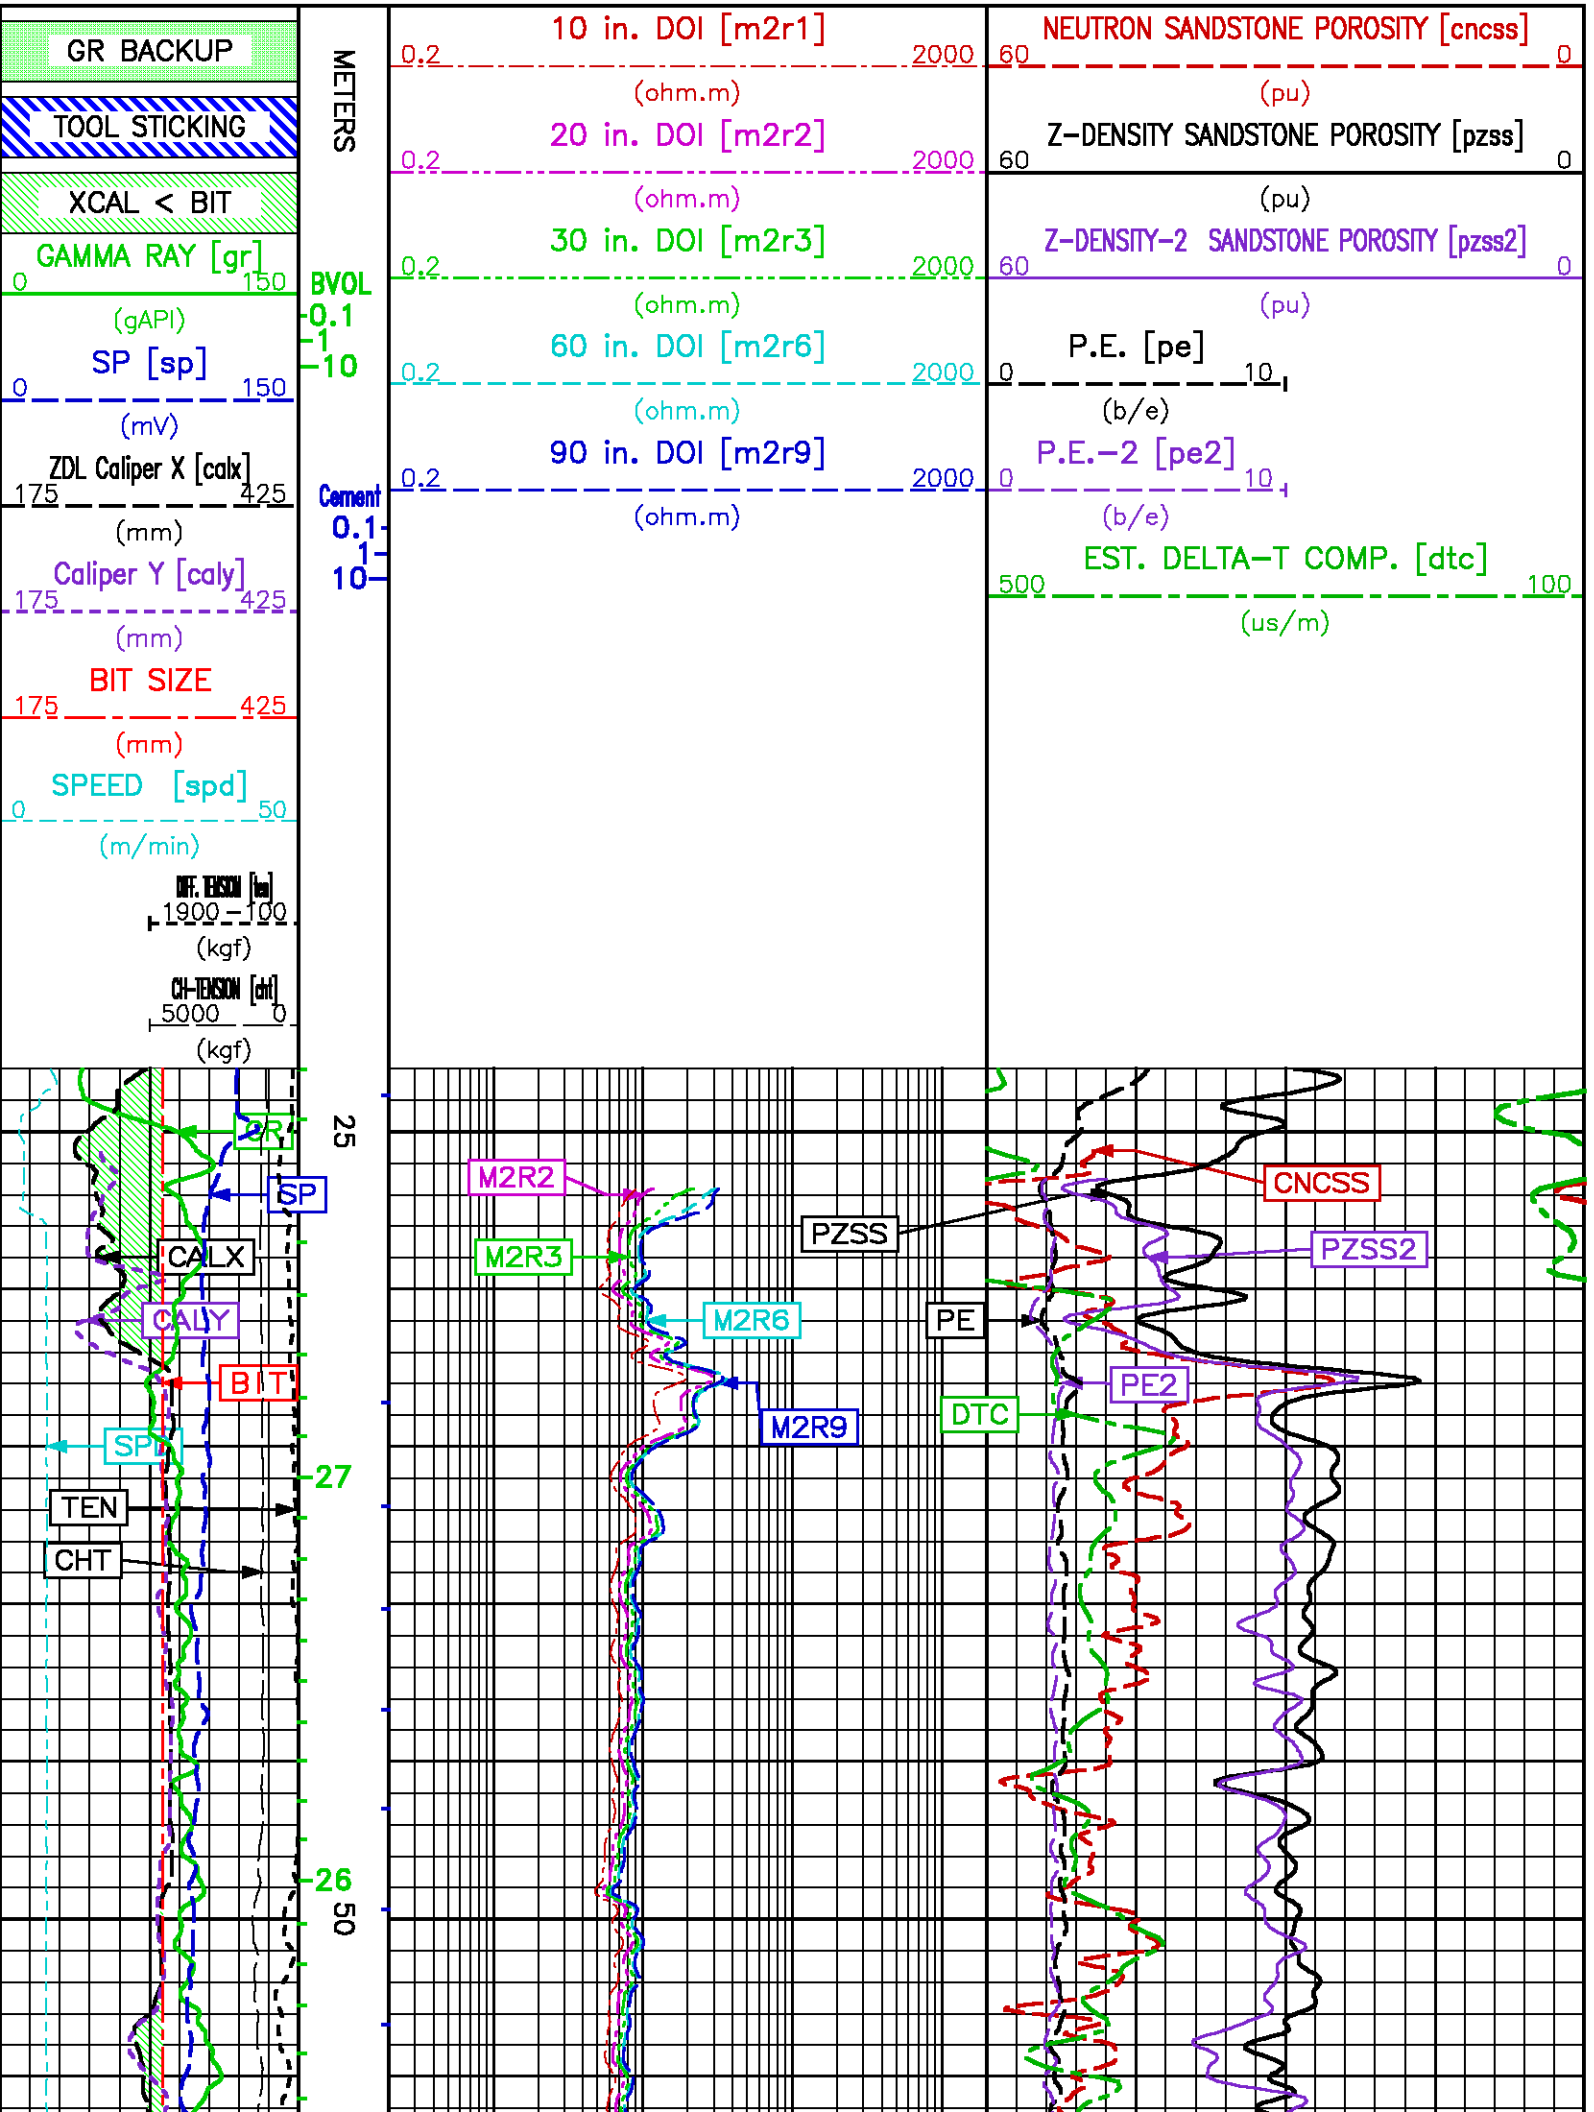 GR BACKUP
TOOL STICKING
XCAL < BIT
GAMMA RAY [gr]
0 150
(gAPI)
SP [sp]
0 150
(mV)
ZDL Caliper X [calx]
175 425
(mm)
Caliper Y [caly]
175 425
(mm)
BIT SIZE
175 425
(mm)
SPEED [spd]
0 50
(m/min)
DIFF. TENSION [ten]
1900 -100
(kgf)
CH-TENSION [cht]
5000 0
(kgf)
METERS
BVOL
0.1
1
10
Cement
0.1
1
10
10 in. DOI [m2r1]
0.2 2000
(ohm.m)
20 in. DOI [m2r2]
0.2 2000
(ohm.m)
30 in. DOI [m2r3]
0.2 2000
(ohm.m)
60 in. DOI [m2r6]
0.2 2000
(ohm.m)
90 in. DOI [m2r9]
0.2 2000
(ohm.m)
NEUTRON SANDSTONE POROSITY [cncss]
60 0
(pu)
Z-DENSITY SANDSTONE POROSITY [pzss]
60 0
(pu)
Z-DENSITY-2 SANDSTONE POROSITY [pzss2]
60 0
(pu)
P.E. [pe]
0 10
(b/e)
P.E.-2 [pe2]
0 10
(b/e)
EST. DELTA-T COMP. [dtc]
500 100
(us/m)
GR
SP
CALX
CALY
BIT
SPD
TEN
CHT
25
27
26
50
M2R2
M2R3
M2R6
M2R9
CNCSS
PZSS
PZSS2
PE
PE2
DTC